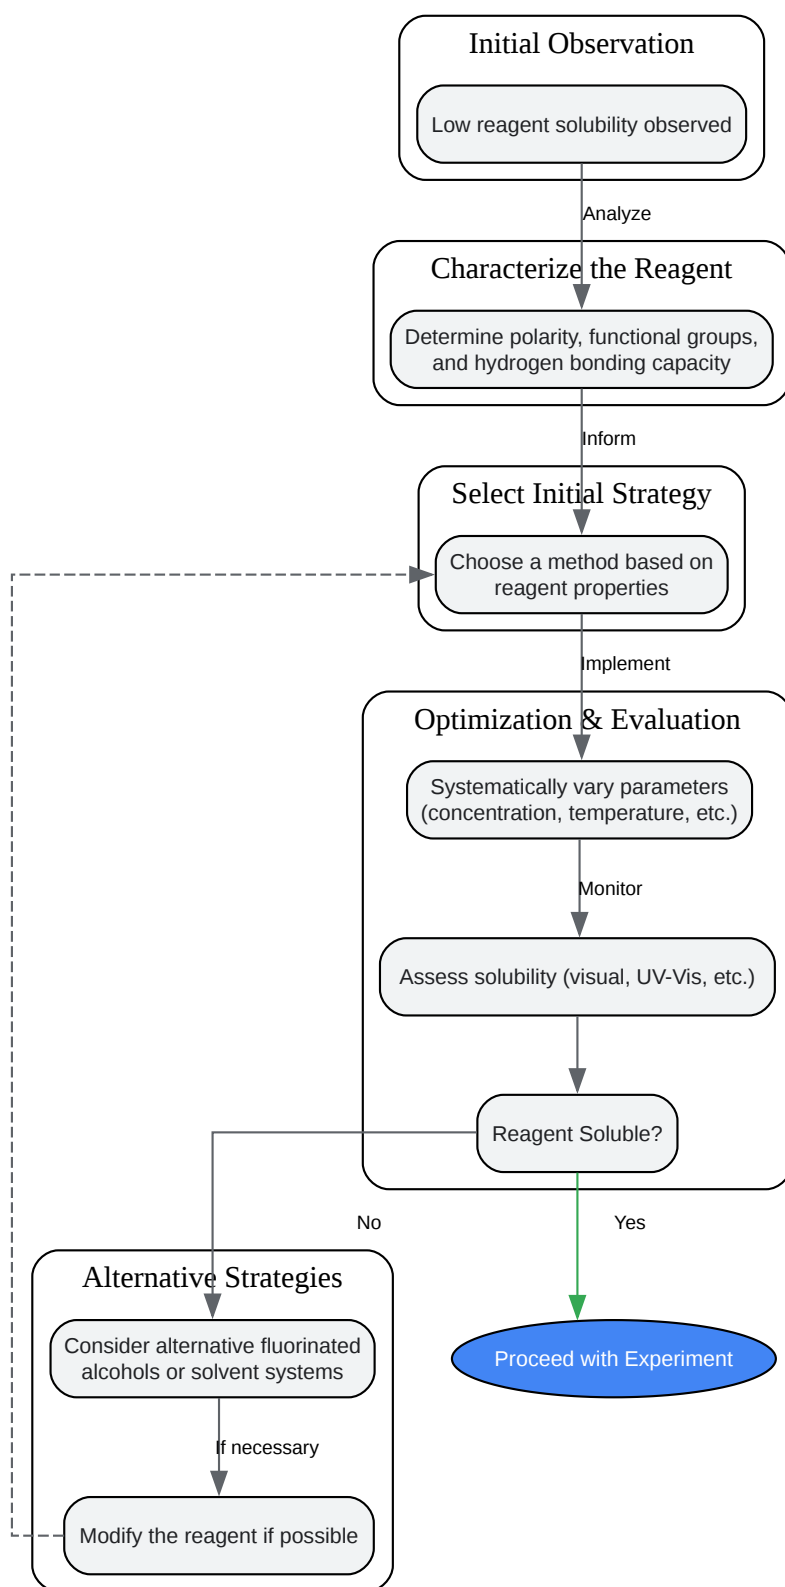 Initial Observation
Low reagent solubility observed
Analyze
Characterize the Reagent
Determine polarity, functional groups,
and hydrogen bonding capacity
Inform
Select Initial Strategy
Choose a method based on
reagent properties
Implement
Optimization & Evaluation
Systematically vary parameters
(concentration, temperature, etc.)
Monitor
Assess solubility (visual, UV-Vis, etc.)
Reagent Soluble?
No
Yes
Alternative Strategies
Consider alternative fluorinated
alcohols or solvent systems
Proceed with Experiment
If necessary
Modify the reagent if possible